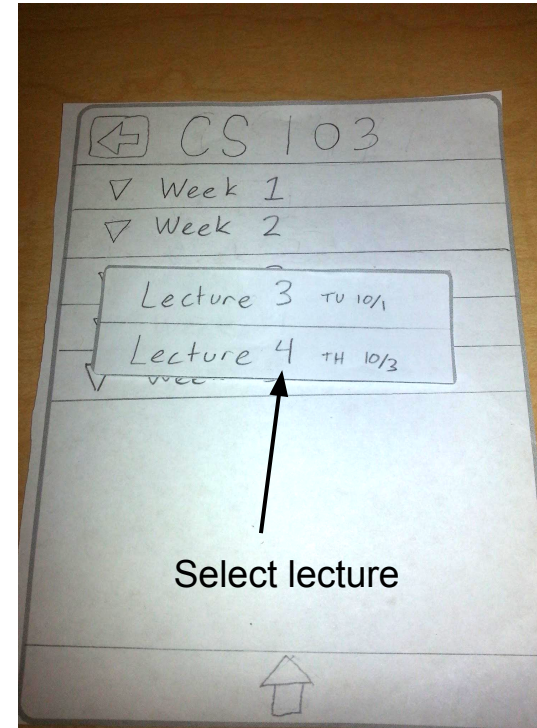 CS 103
Week 1
Week 2
Lecture 3 TU 10/1
Lecture 4 TH 10/3
Select lecture